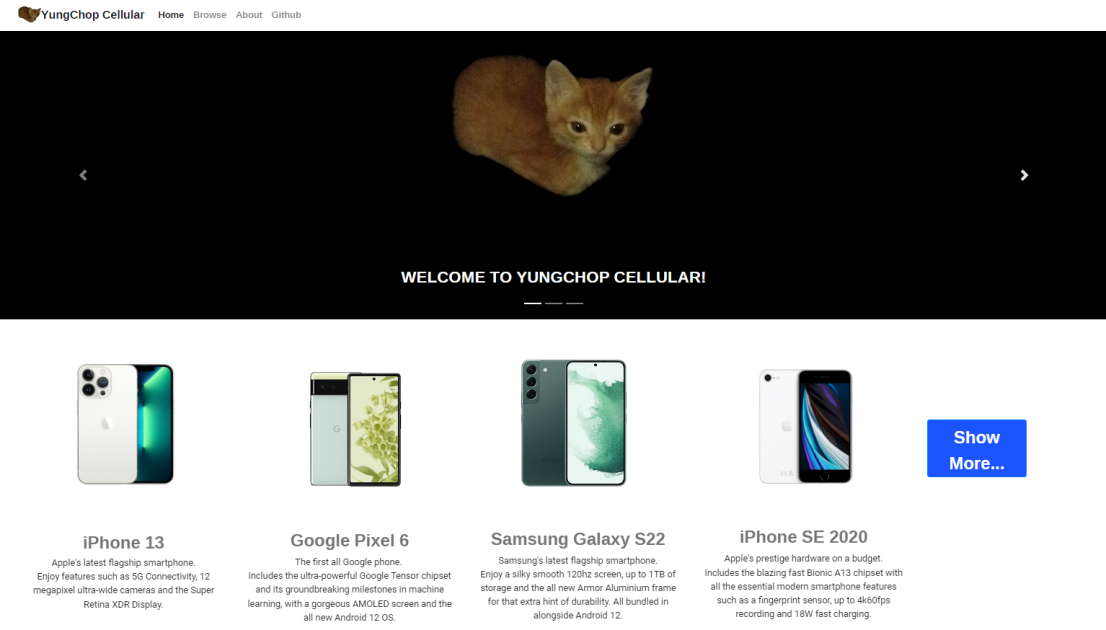 YungChop Cellular Home Browse About Github
WELCOME TO YUNGCHOP CELLULAR!
Show
More...
iPhone 13
Apple's latest flagship smartphone.
Enjoy features such as 5G Connectivity, 12
megapixel ultra-wide cameras and the Super
Retina XDR Display.
Google Pixel 6
The first all Google phone.
Includes the ultra-powerful Google Tensor chipset
and its groundbreaking milestones in machine
learning, with a gorgeous AMOLED screen and the
all new Android 12 OS.
Samsung Galaxy S22
Samsung's latest flagship smartphone.
Enjoy a silky smooth 120hz screen, up to 1TB of
storage and the all new Armor Aluminium frame
for that extra hint of durability. All bundled in
alongside Android 12.
iPhone SE 2020
Apple's prestige hardware on a budget.
Includes the blazing fast Bionic A13 chipset with
all the essential modern smartphone features
such as a fingerprint sensor, up to 4k60fps
recording and 18W fast charging.